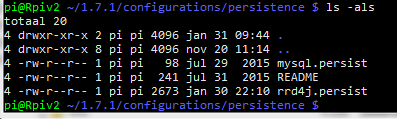 pi@Rpiv2 ~/1.7.1/configurations/persistence $ ls -als
totaal 20
4 drwxr-xr-x 2 pi pi 4096 jan 31 09:44 .
4 drwxr-xr-x 8 pi pi 4096 nov 20 11:14 ..
4 -rw-r--r-- 1 pi pi   98 jul 29  2015 mysql.persist
4 -rw-r--r-- 1 pi pi  241 jul 31  2015 README
4 -rw-r--r-- 1 pi pi 2673 jan 30 22:10 rrd4j.persist
pi@Rpiv2 ~/1.7.1/configurations/persistence $